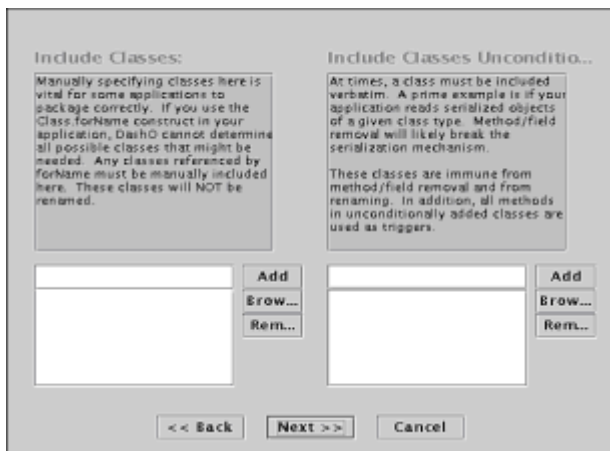 Include Classes:
Manually specifying classes here is
vital for some applications to
package correctly. If you use the
Class.forName construct in your
application, DashO cannot determine
all possible classes that might be
needed. Any classes referenced by
forName must be manually included
here. These classes will NOT be
renamed.
Include Classes Unconditio...
At times, a class must be included
verbatim. A prime example is if your
application reads serialized objects
of a given class type. Method/field
removal will likely break the
serialization mechanism.
These classes are immune from
method/field removal and from
renaming. In addition, all methods
in unconditionally added classes are
used as triggers.
Add
Brow...
Rem...
Add
Brow...
Rem...
<< Back
Next >>
Cancel